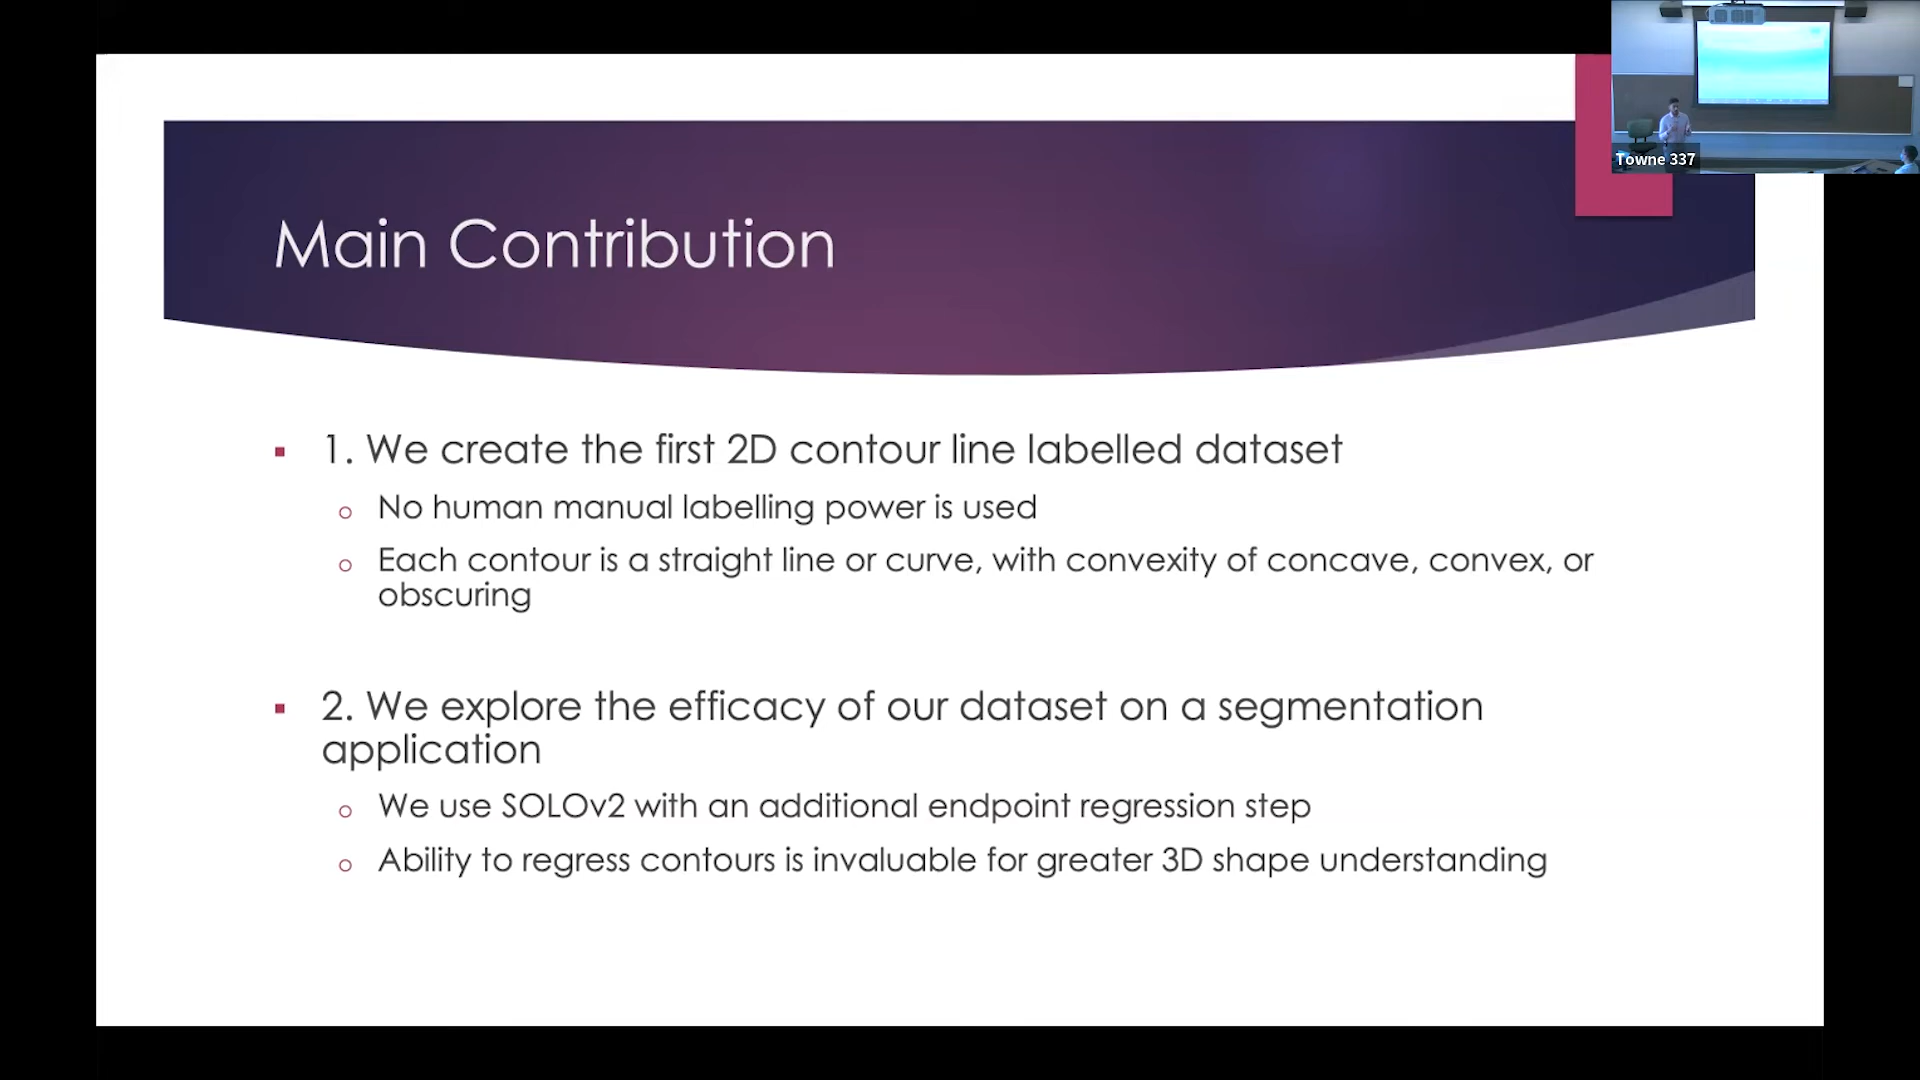 Towne 337
Main Contribution
1. We create the first 2D contour line labelled dataset
No human manual labelling power is used
Each contour is a straight line or curve, with convexity of concave, convex, or
obscuring
2. We explore the efficacy of our dataset on a segmentation
application
We use SOLOv2 with an additional endpoint regression step
Ability to regress contours is invaluable for greater 3D shape understanding